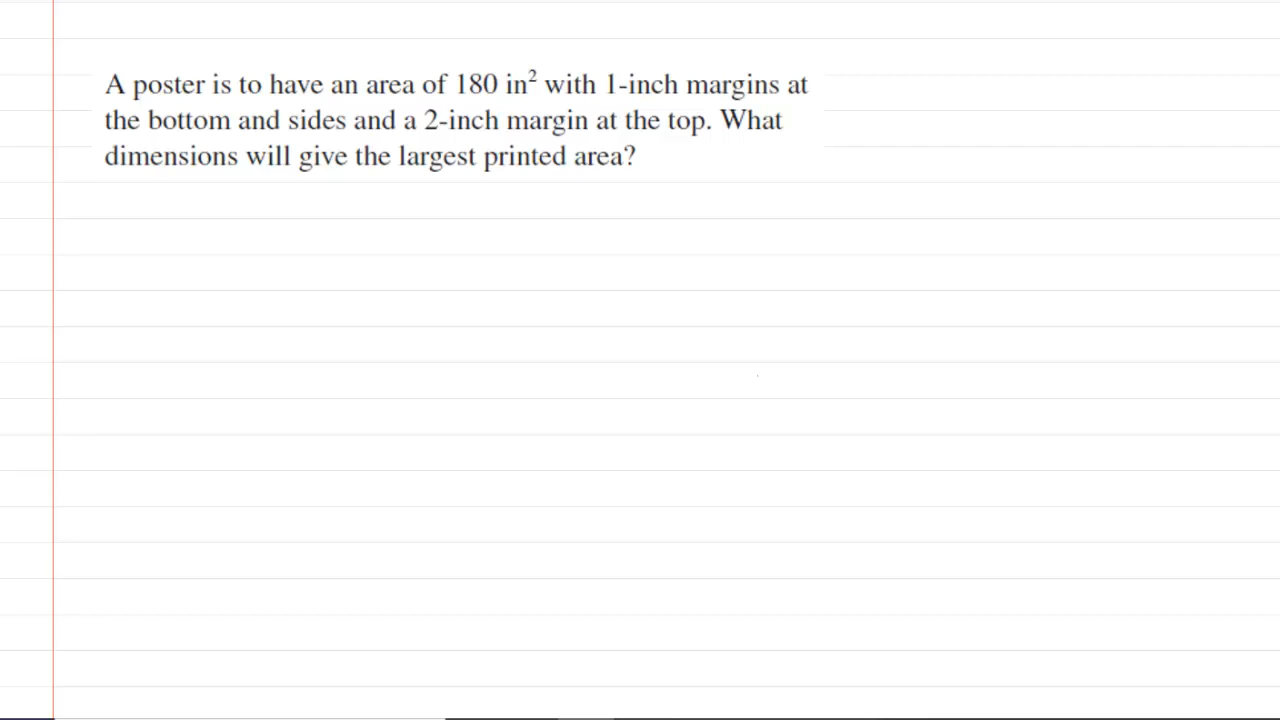 A poster is to have an area of 180 in² with 1-inch margins at
the bottom and sides and a 2-inch margin at the top. What
dimensions will give the largest printed area?